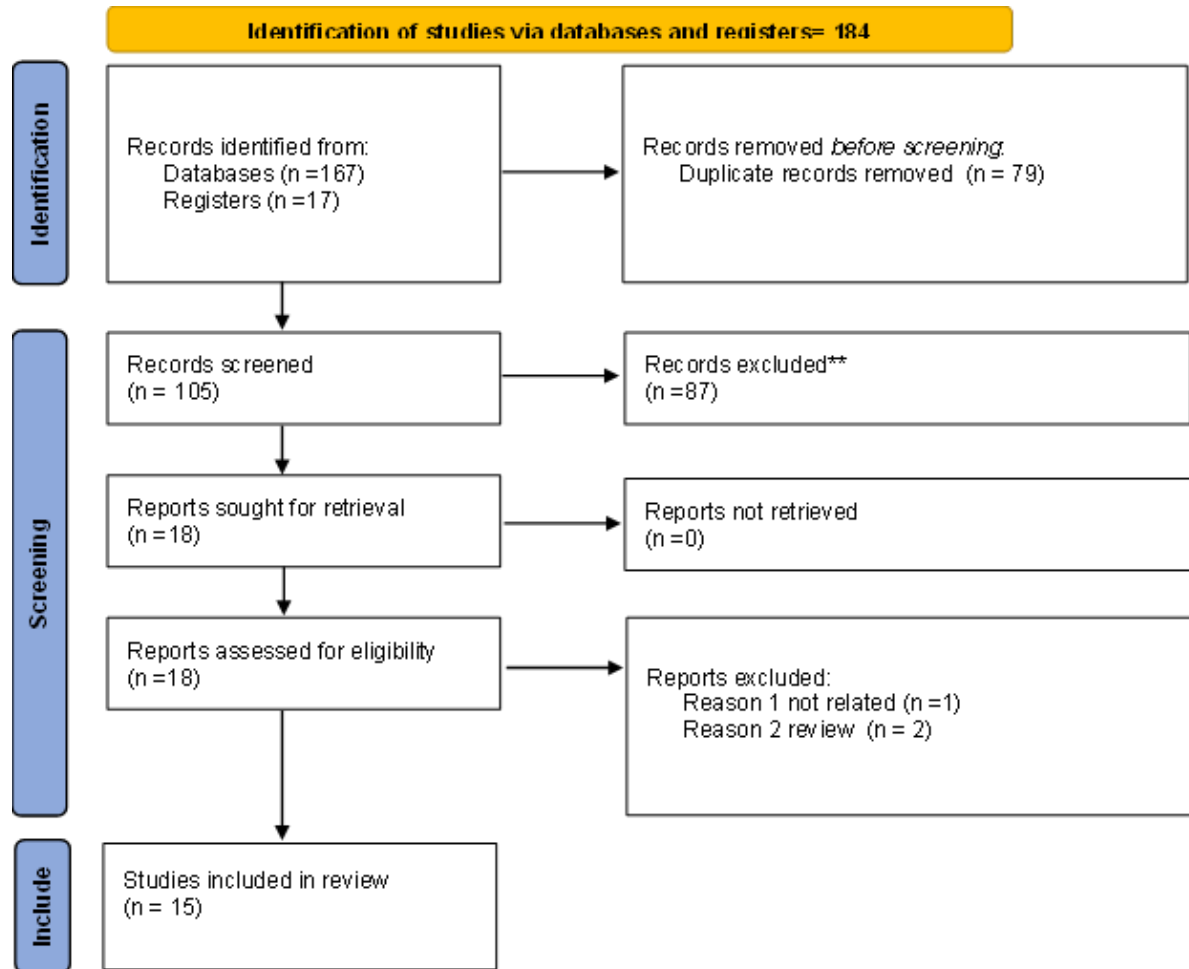 Identification of studies via databases and registers= 184
Identification
Records identified from:
Databases (n =167)
Registers (n =17)
Records removed before screening:
Duplicate records removed (n = 79)
Screening
Records screened
(n = 105)
Records excluded**
(n =87)
Reports sought for retrieval
(n =18)
Reports not retrieved
(n =0)
Reports assessed for eligibility
(n =18)
Reports excluded:
Reason 1 not related (n =1)
Reason 2 review (n = 2)
Include
Studies included in review
(n = 15)